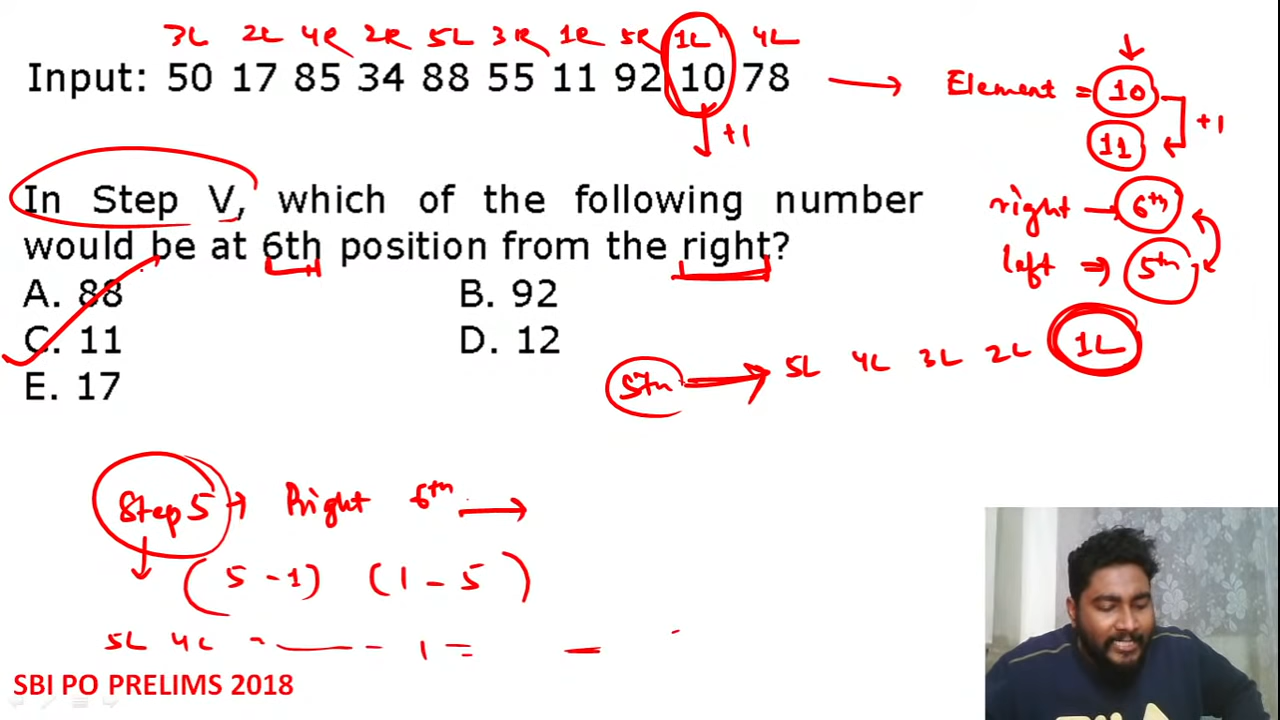 3L 2L 4R 2R 5L 3R 1R 5R 1L 4L
Input: 50 17 85 34 88 55 11 92 10 78 → Element = 10
+1
11 +1
In Step V, which of the following number
would be at 6th position from the right?
right → 6th
left ⇒ 5th
A. 88 B. 92
C. 11 D. 12
E. 17
5th → 5L 4L 3L 2L 1L
Step 5 → Right 6th →
(5 - 1) (1 - 5)
5L 4L - — - 1 = —
SBI PO PRELIMS 2018